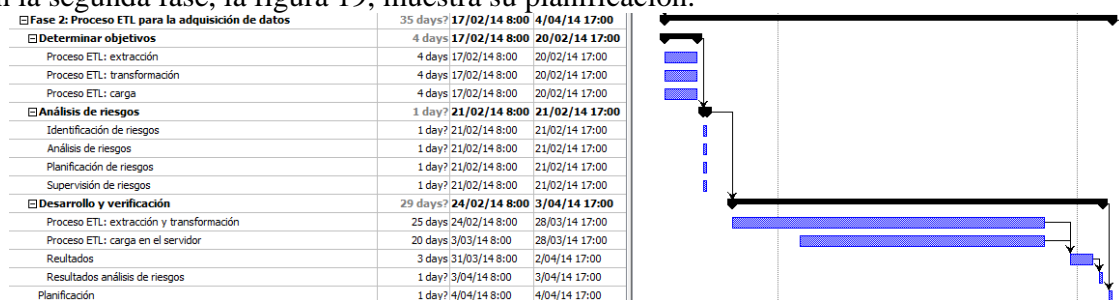 la segunda fase, la figura 19, muestra su planificación.
Fase 2: Proceso ETL para la adquisición de datos 35 days? 17/02/14 8:00 4/04/14 17:00
Determinar objetivos 4 days 17/02/14 8:00 20/02/14 17:00
Proceso ETL: extracción 4 days 17/02/14 8:00 20/02/14 17:00
Proceso ETL: transformación 4 days 17/02/14 8:00 20/02/14 17:00
Proceso ETL: carga 4 days 17/02/14 8:00 20/02/14 17:00
Análisis de riesgos 1 day? 21/02/14 8:00 21/02/14 17:00
Identificación de riesgos 1 day? 21/02/14 8:00 21/02/14 17:00
Análisis de riesgos 1 day? 21/02/14 8:00 21/02/14 17:00
Planificación de riesgos 1 day? 21/02/14 8:00 21/02/14 17:00
Supervisión de riesgos 1 day? 21/02/14 8:00 21/02/14 17:00
Desarrollo y verificación 29 days? 24/02/14 8:00 3/04/14 17:00
Proceso ETL: extracción y transformación 25 days 24/02/14 8:00 28/03/14 17:00
Proceso ETL: carga en el servidor 20 days 3/03/14 8:00 28/03/14 17:00
Reultados 3 days 31/03/14 8:00 2/04/14 17:00
Resultados análisis de riesgos 1 day? 3/04/14 8:00 3/04/14 17:00
Planificación 1 day? 4/04/14 8:00 4/04/14 17:00